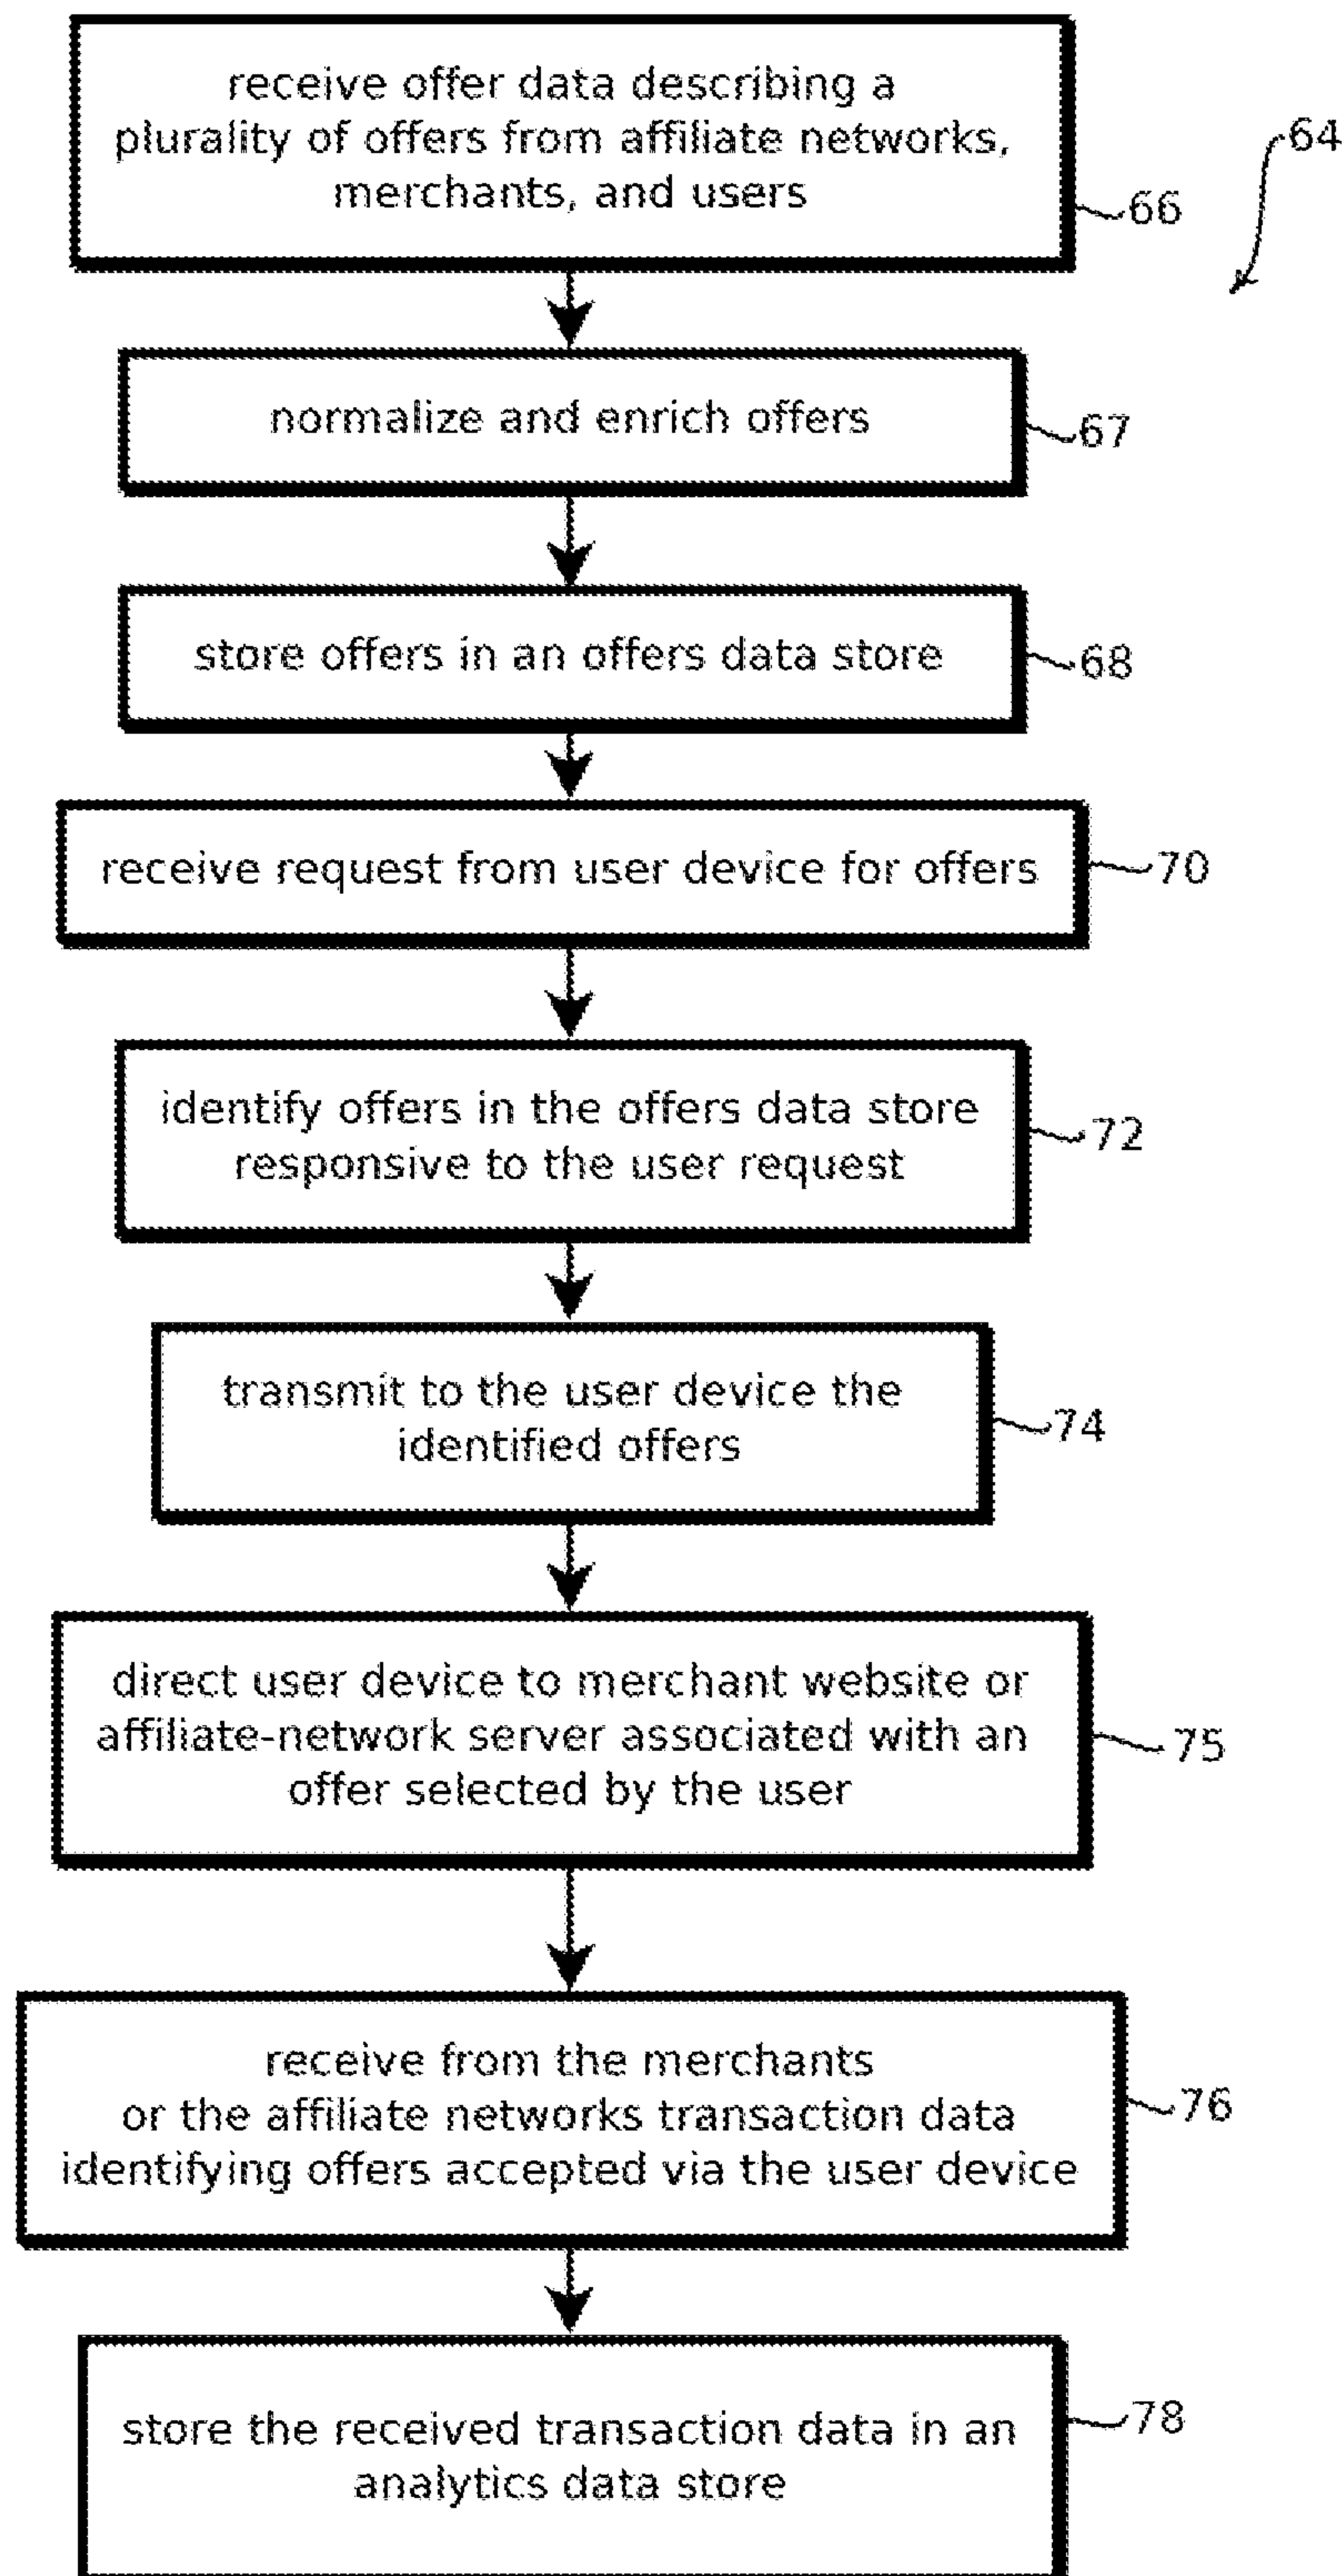 receive offer data describing a
plurality of offers from affiliate networks,
merchants, and users
64
66
normalize and enrich offers
67
store offers in an offers data store
68
receive request from user device for offers
70
identify offers in the offers data store
responsive to the user request
72
transmit to the user device the
identified offers
74
direct user device to merchant website or
affiliate-network server associated with an
offer selected by the user
75
receive from the merchants
or the affiliate networks transaction data
identifying offers accepted via the user device
76
store the received transaction data in an
analytics data store
78